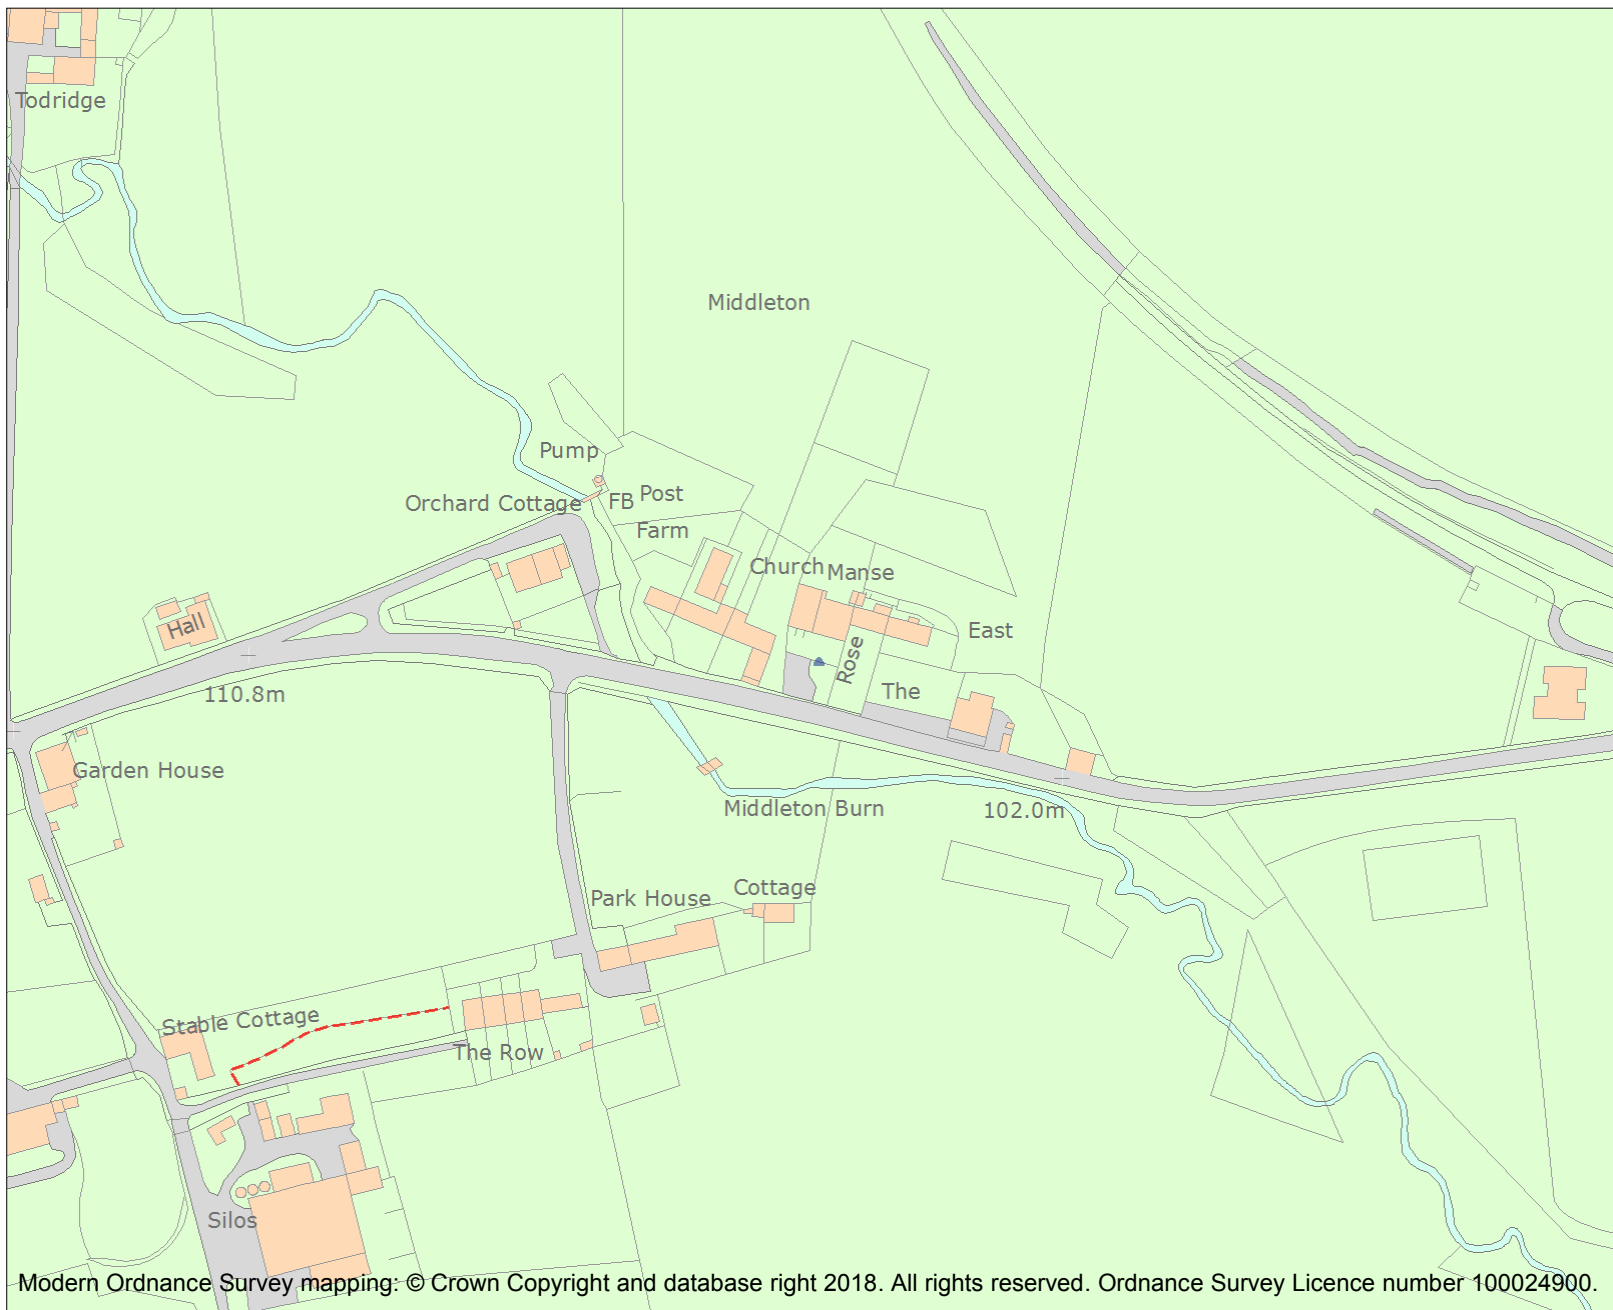 Todridge
Middleton
Pump
Orchard Cottage
FB
Post
Farm
Church
Manse
Hall
East
Rose
The
110.8m
Garden House
Middleton Burn
102.0m
Park House
Cottage
Stable Cottage
The Row
Silos
Modern Ordnance Survey mapping: © Crown Copyright and database right 2018. All rights reserved. Ordnance Survey Licence number 100024900.